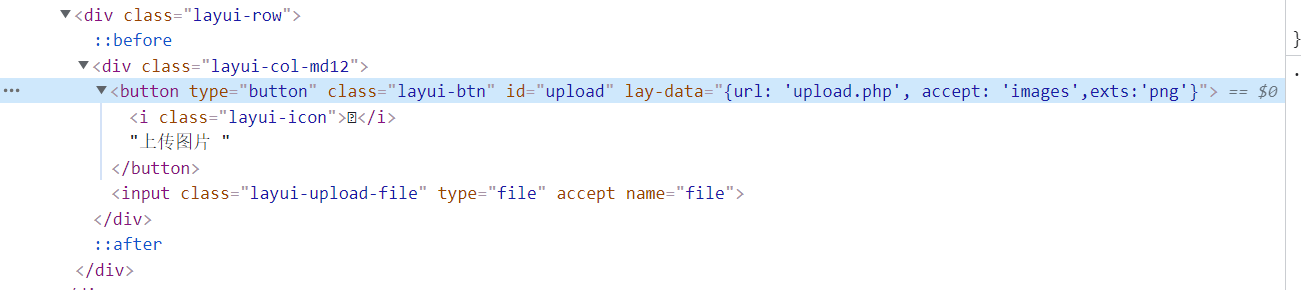 <div class="layui-row">
::before
<div class="layui-col-md12">
<button type="button" class="layui-btn" id="upload" lay-data="{url: 'upload.php', accept: 'images',exts:'png'}"> == $0
<i class="layui-icon"></i>
"上传图片 "
</button>
<input class="layui-upload-file" type="file" accept name="file">
</div>
::after
</div>
}